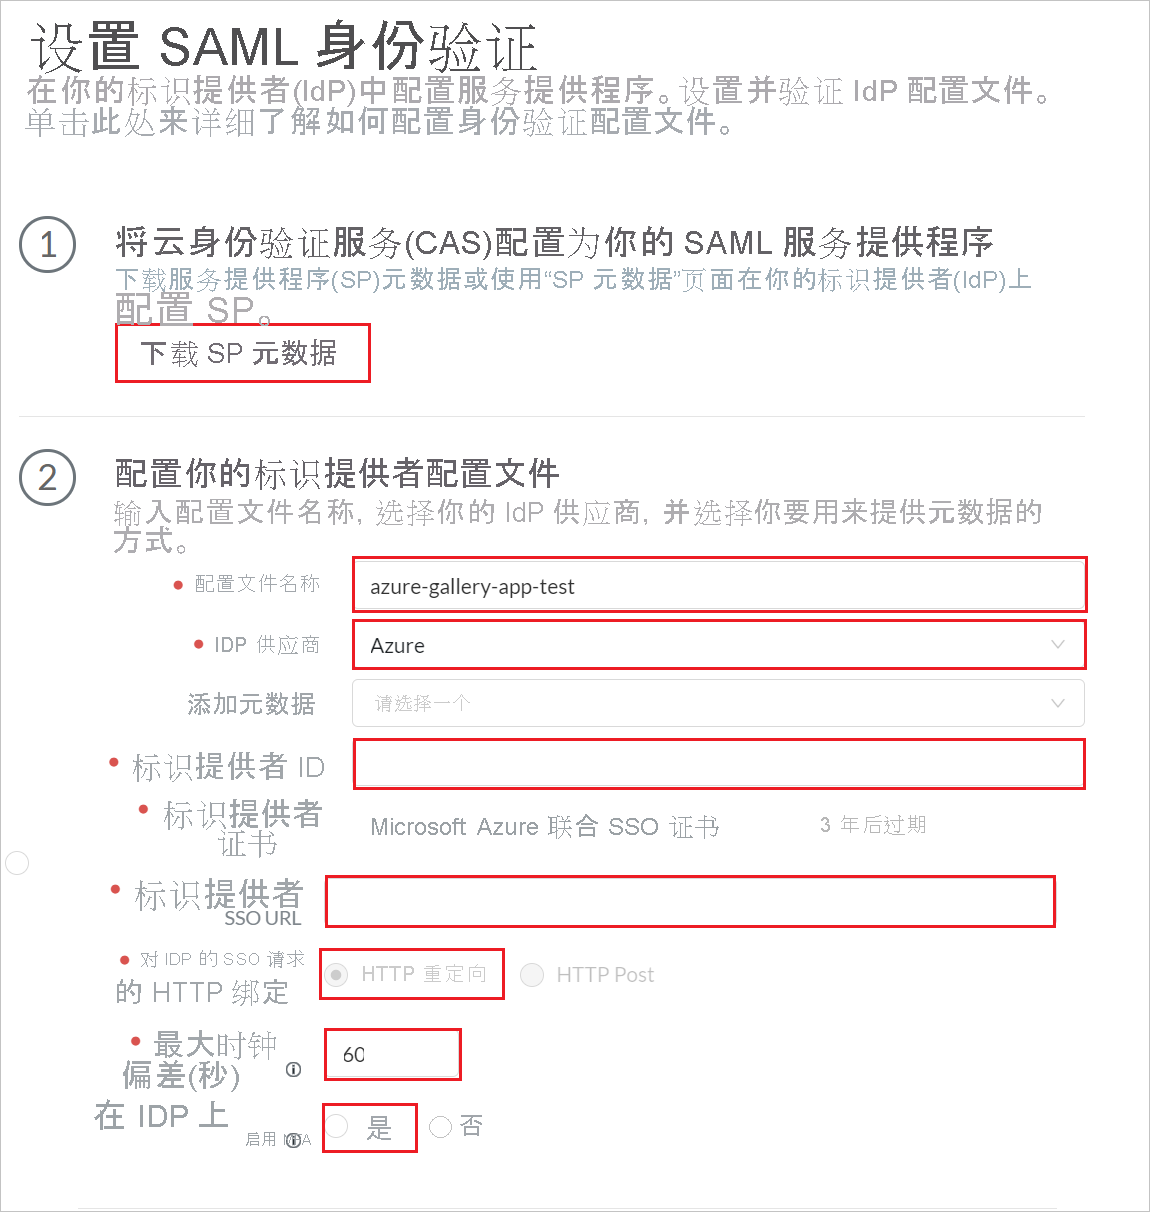 设置 SAML 身份验证
在你的标识提供者(IdP)中配置服务提供程序。设置并验证 IdP 配置文件。
单击此处来详细了解如何配置身份验证配置文件。
1
将云身份验证服务(CAS)配置为你的 SAML 服务提供程序
下载服务提供程序(SP)元数据或使用“SP 元数据”页面在你的标识提供者(IdP)上
配置 SP。
下载 SP 元数据
2
配置你的标识提供者配置文件
输入配置文件名称, 选择你的 IdP 供应商, 并选择你要用来提供元数据的
方式。
配置文件名称
azure-gallery-app-test
IDP 供应商
Azure
添加元数据
请选择一个
标识提供者 ID
标识提供者
证书
Microsoft Azure 联合 SSO 证书
3 年后过期
标识提供者
SSO URL
对 IDP 的 SSO 请求
的 HTTP 绑定
HTTP 重定向
HTTP Post
最大时钟
偏差(秒)
60
在 IDP 上
启用 MFA
是
否